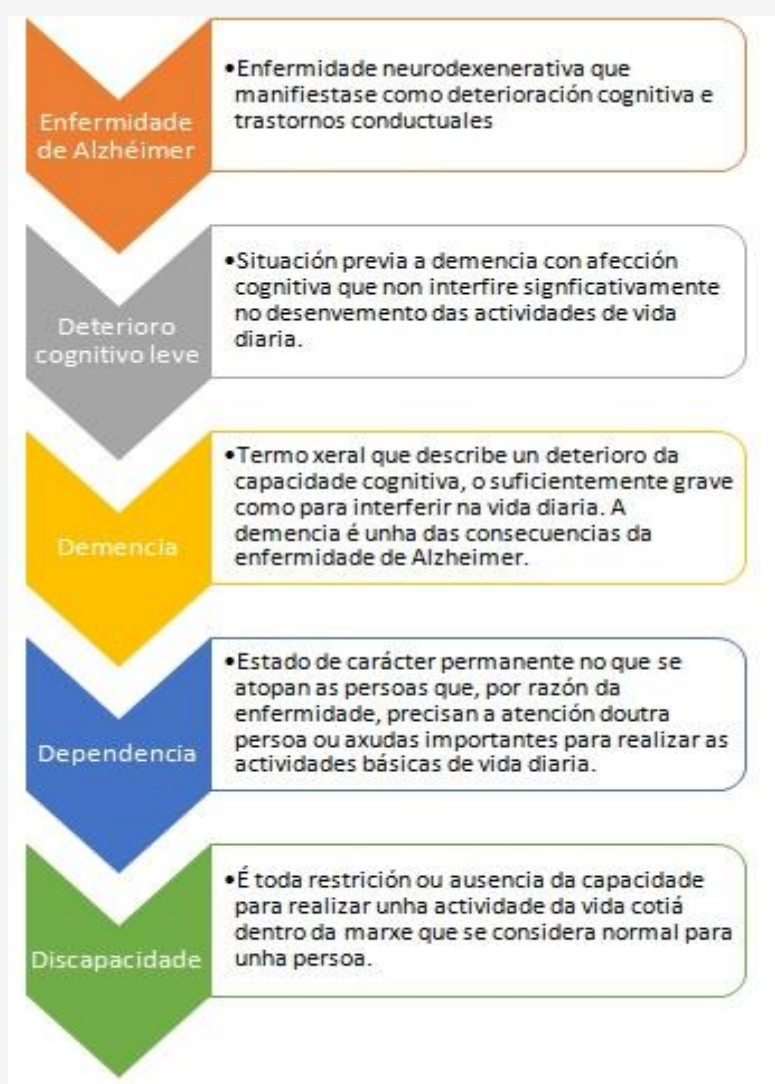 Enfermidade
de Alzhéimer
•Enfermidade neurodexenerativa que
manifiestase como deterioración cognitiva e
trastornos conductuales
Deterioro
cognitivo leve
•Situación previa a demencia con afección
cognitiva que non interfire signficativamente
no desenvemento das actividades de vida
diaria.
Demencia
•Termo xeral que describe un deterioro da
capacidade cognitiva, o suficientemente grave
como para interferir na vida diaria. A
demencia é unha das consecuencias da
enfermidade de Alzheimer.
Dependencia
•Estado de carácter permanente no que se
atopan as persoas que, por razón da
enfermidade, precisan a atención doutra
persoa ou axudas importantes para realizar as
actividades básicas de vida diaria.
Discapacidade
•É toda restrición ou ausencia da capacidade
para realizar unha actividade da vida cotiá
dentro da marxe que se considera normal para
unha persoa.